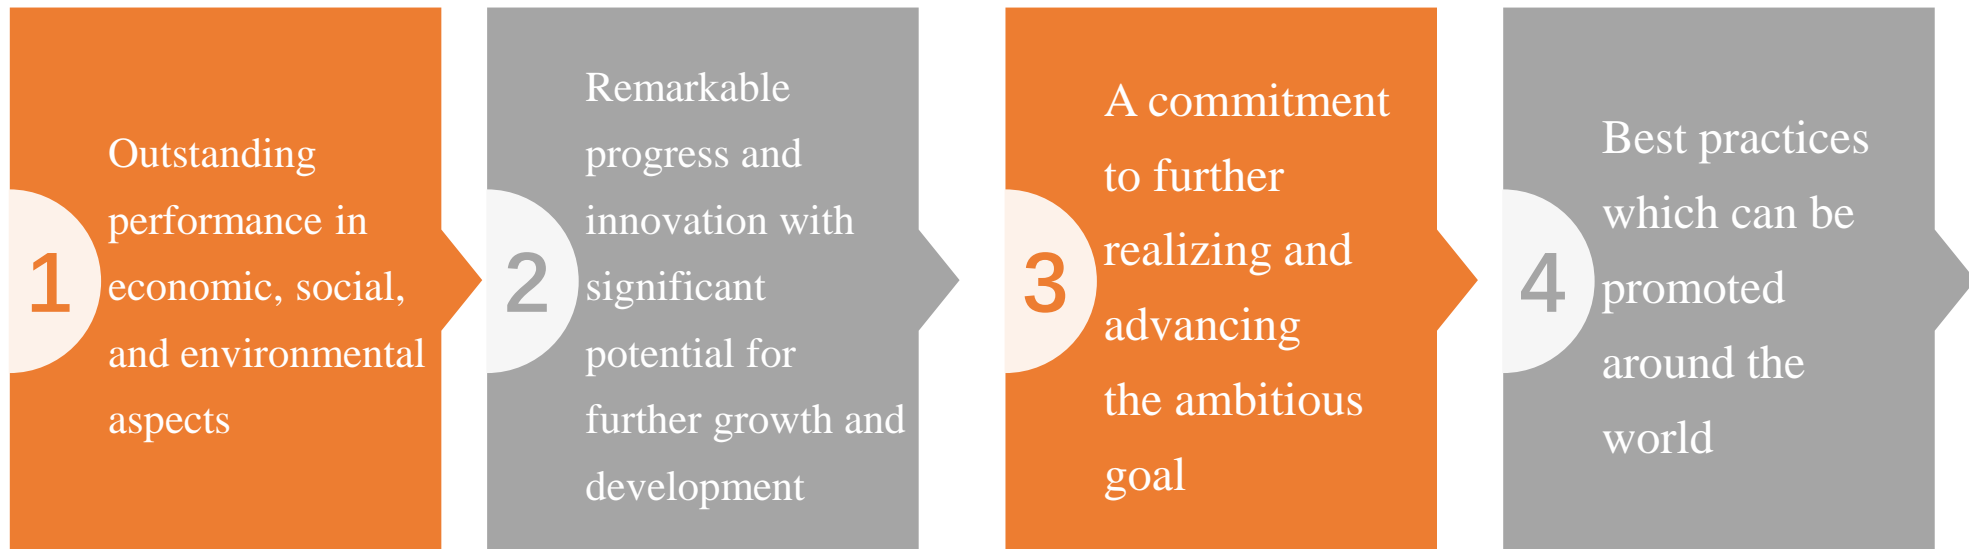 1
Outstanding
performance in
economic, social,
and environmental
aspects
2
Remarkable
progress and
innovation with
significant
potential for
further growth and
development
3
A commitment
to further
realizing and
advancing
the ambitious
goal
4
Best practices
which can be
promoted
around the
world